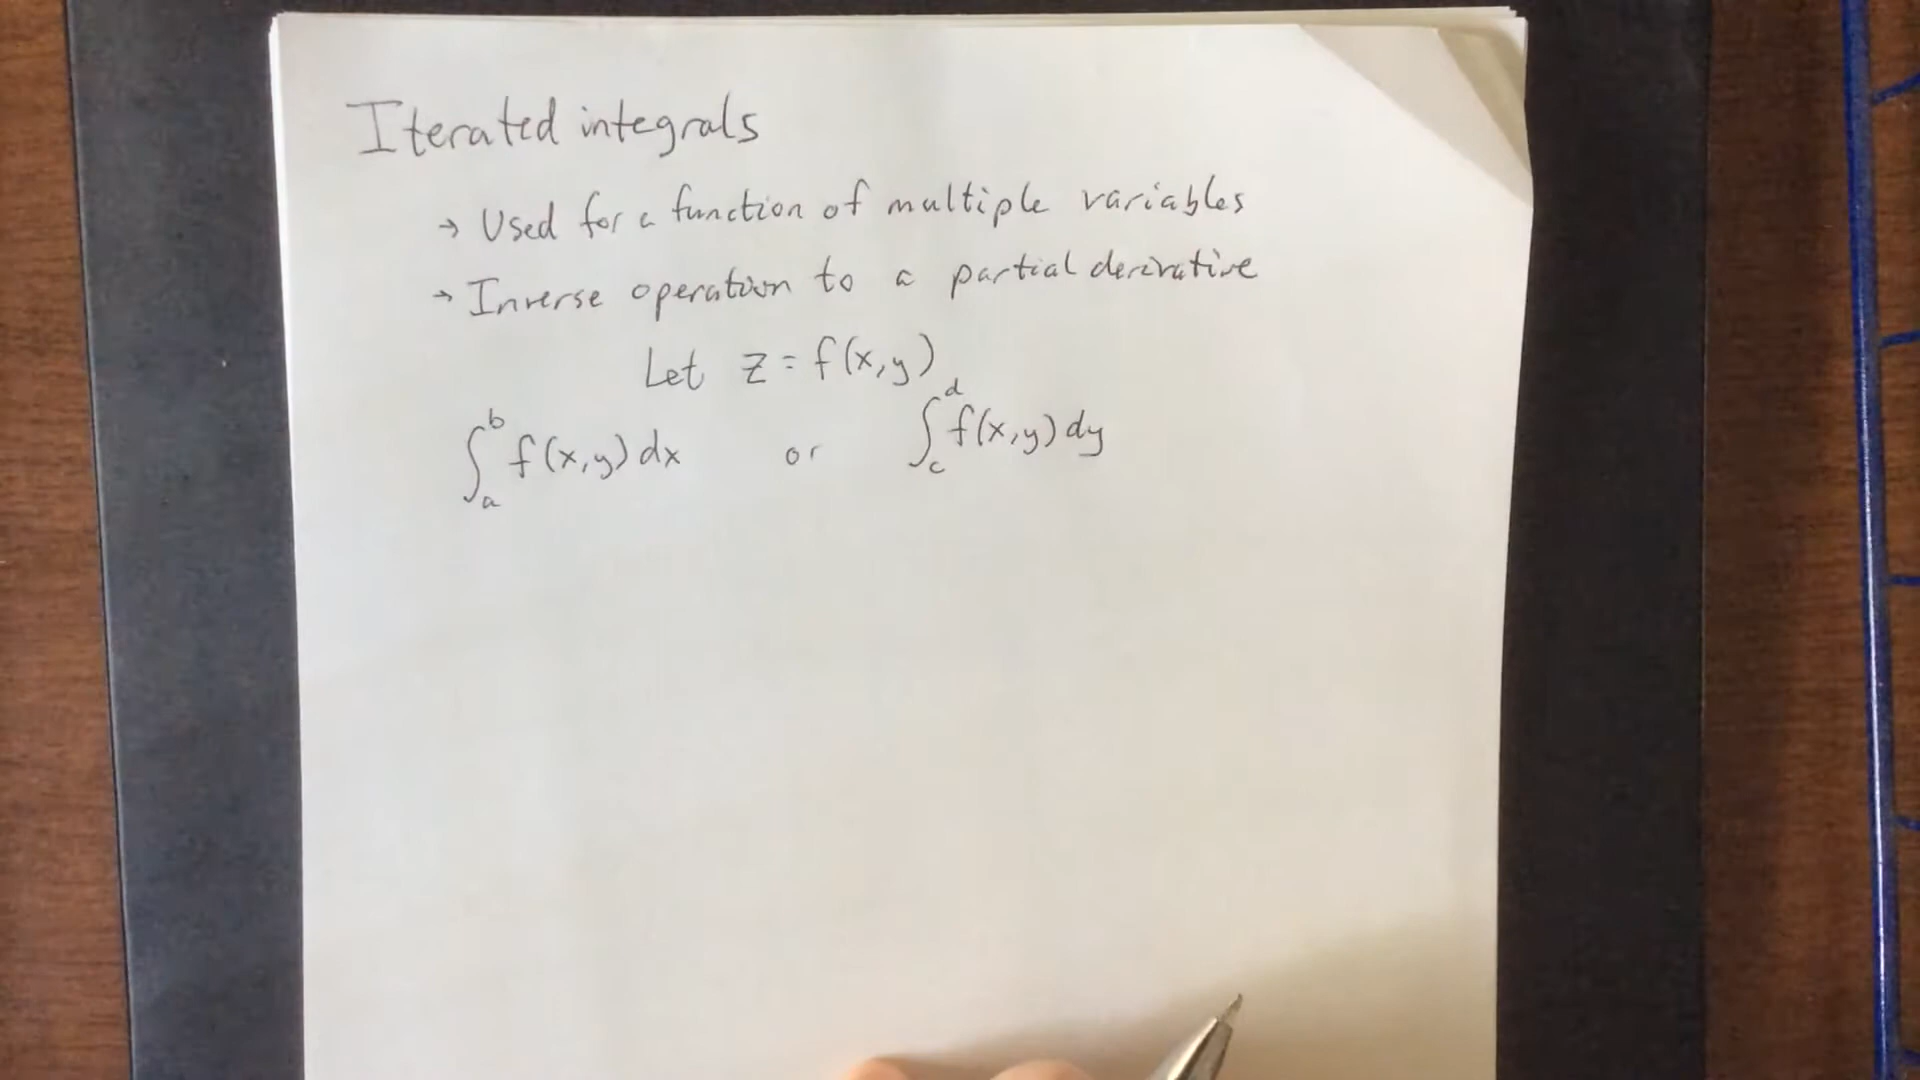 Iterated integrals
→ Used for a function of multiple variables
→ Inverse operation to a partial derivative
Let z = f(x,y)
∫_a^b f(x,y) dx or ∫_c^d f(x,y) dy